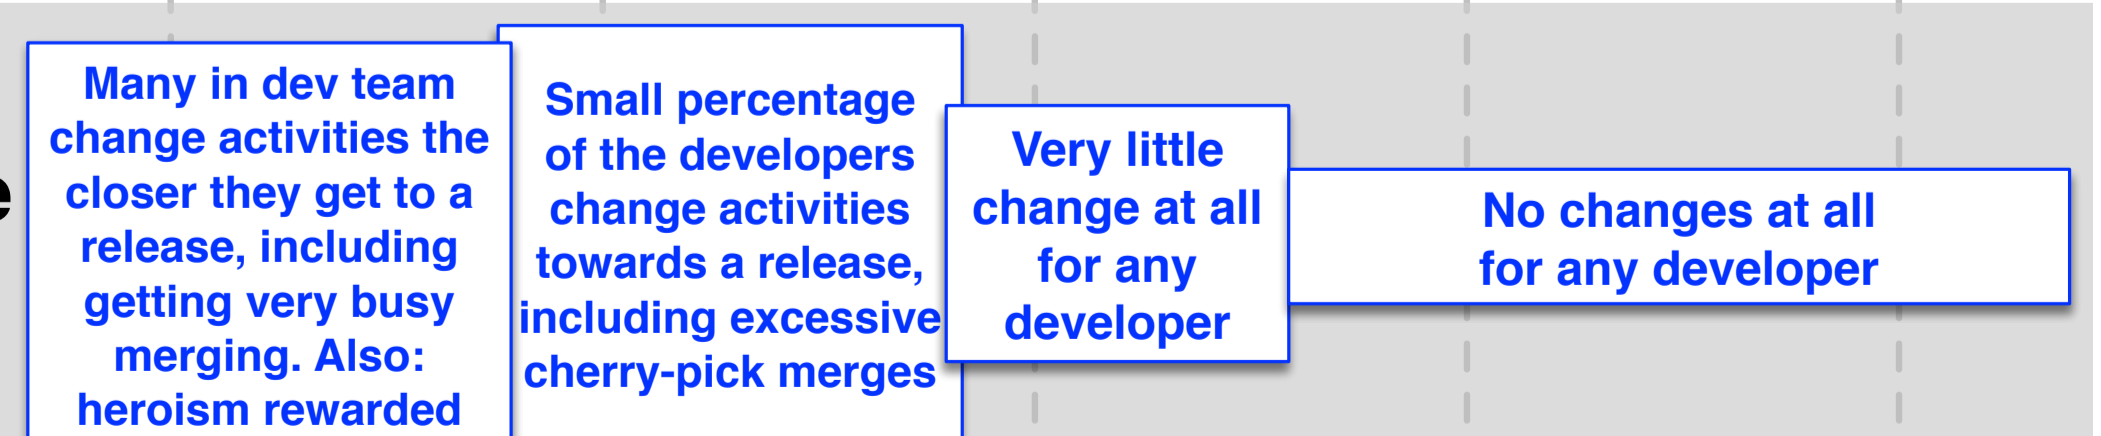 Many in dev team
change activities the
closer they get to a
release, including
getting very busy
merging. Also:
heroism rewarded
Small percentage
of the developers
change activities
towards a release,
including excessive
cherry-pick merges
Very little
change at all
for any
developer
No changes at all
for any developer